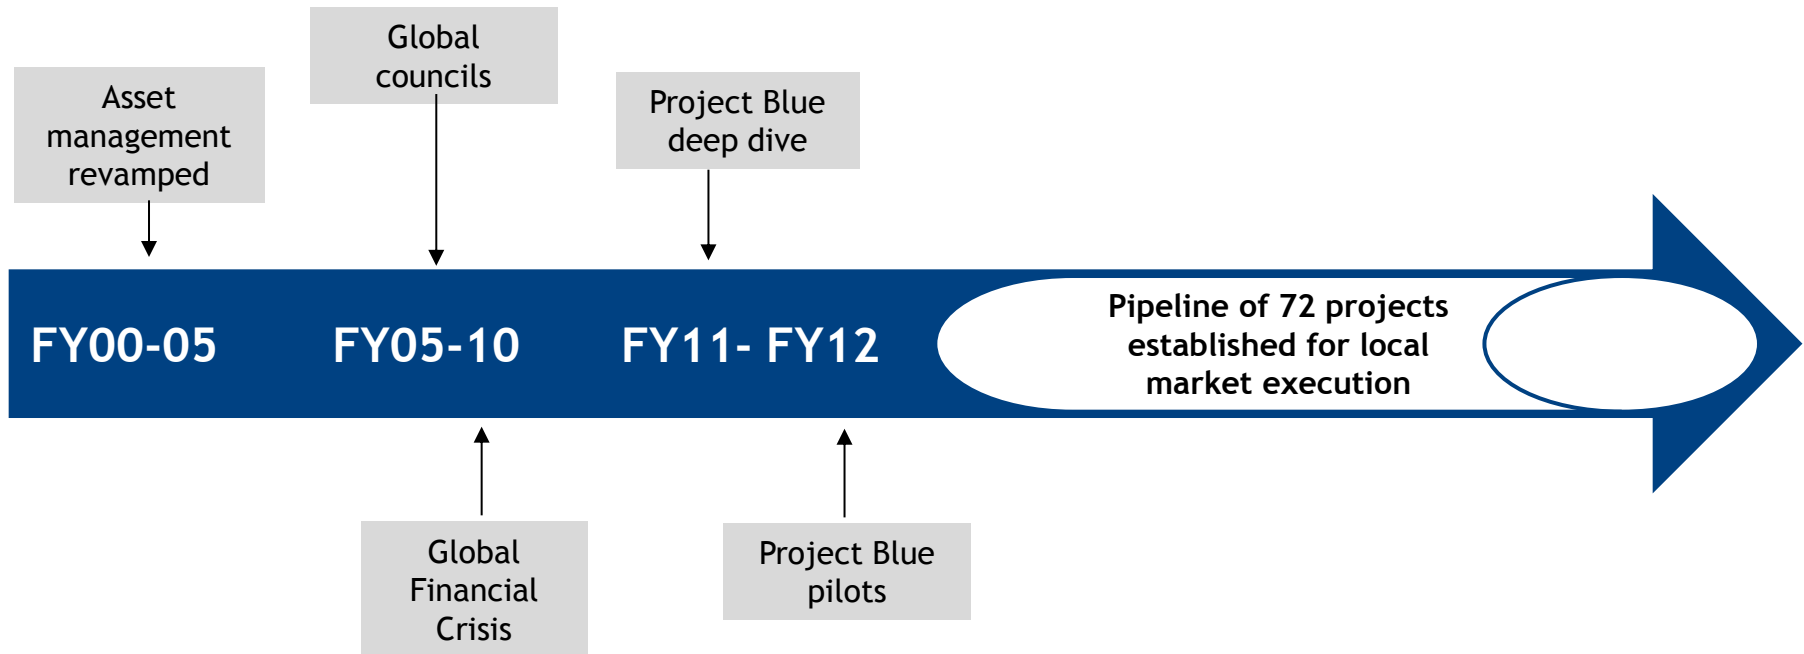 Global
councils
Asset
management
revamped
Project Blue
deep dive
FY00-05
FY05-10
FY11- FY12
Pipeline of 72 projects
established for local
market execution
Global
Financial
Crisis
Project Blue
pilots